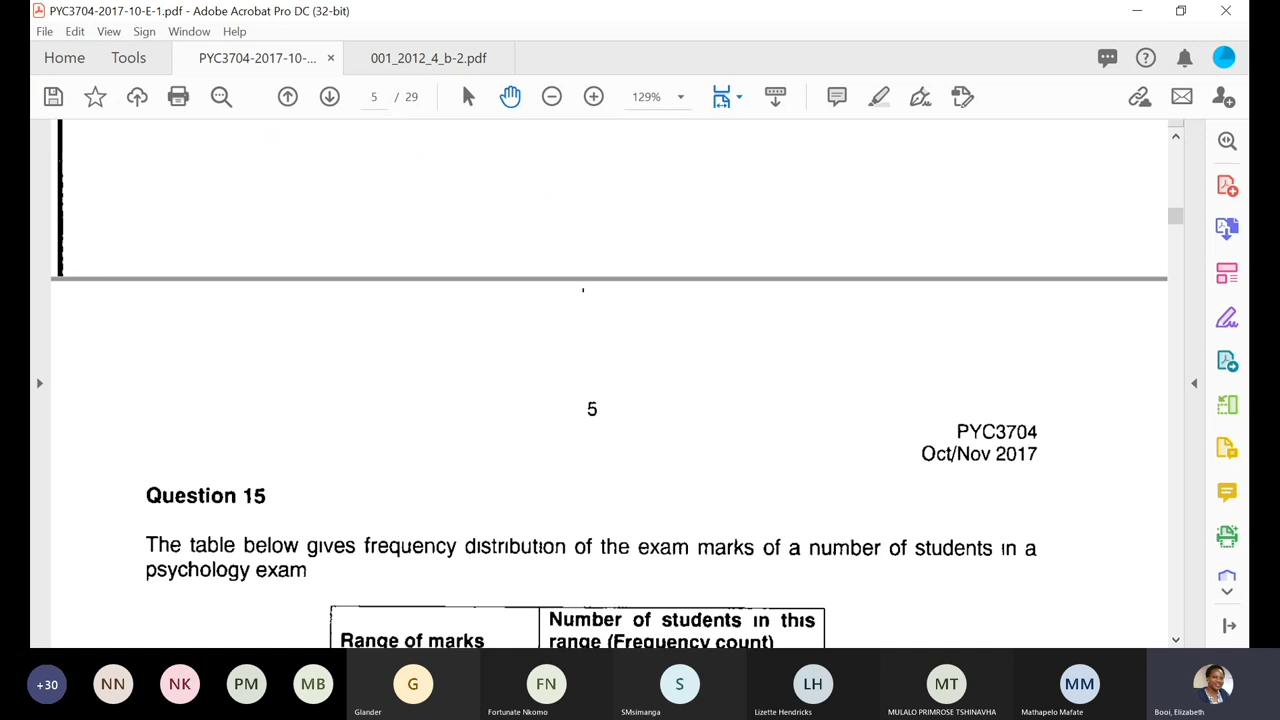 PYC3704-2017-10-E-1.pdf - Adobe Acrobat Pro DC (32-bit)
File Edit View Sign Window Help
Home Tools PYC3704-2017-10-... × 001_2012_4_b-2.pdf
5 / 29 129%
5
PYC3704
Oct/Nov 2017
Question 15
The table below gives frequency distribution of the exam marks of a number of students in a
psychology exam
Number of students in this
Range of marks range (Frequency count)
+30 NN NK PM MB G FN S LH MT MM
Glander Fortunate Nkomo SMsimanga Lizette Hendricks MULALO PRIMROSE TSHINAVHA Mathapelo Mafate Booi, Elizabeth